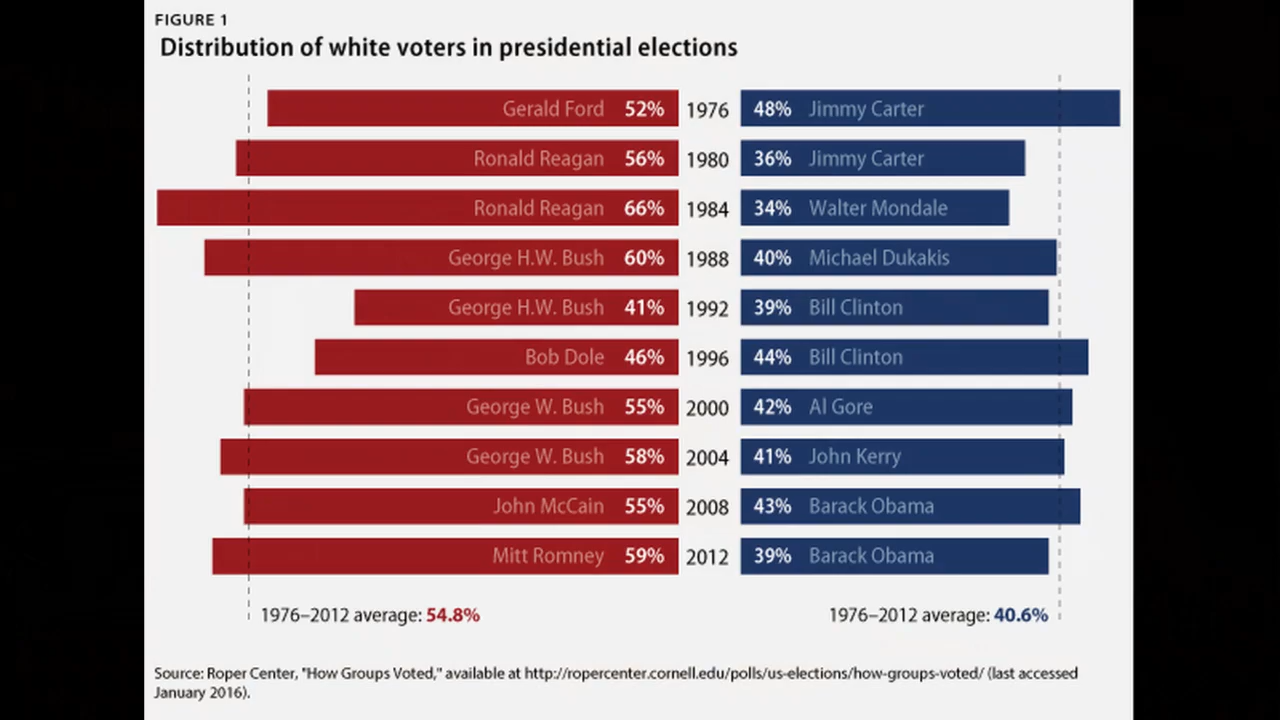 FIGURE 1
Distribution of white voters in presidential elections
Gerald Ford 52% 1976 48% Jimmy Carter
Ronald Reagan 56% 1980 36% Jimmy Carter
Ronald Reagan 66% 1984 34% Walter Mondale
George H.W. Bush 60% 1988 40% Michael Dukakis
George H.W. Bush 41% 1992 39% Bill Clinton
Bob Dole 46% 1996 44% Bill Clinton
George W. Bush 55% 2000 42% Al Gore
George W. Bush 58% 2004 41% John Kerry
John McCain 55% 2008 43% Barack Obama
Mitt Romney 59% 2012 39% Barack Obama
1976–2012 average: 54.8% 1976–2012 average: 40.6%
Source: Roper Center, "How Groups Voted," available at http://ropercenter.cornell.edu/polls/us-elections/how-groups-voted/ (last accessed
January 2016).